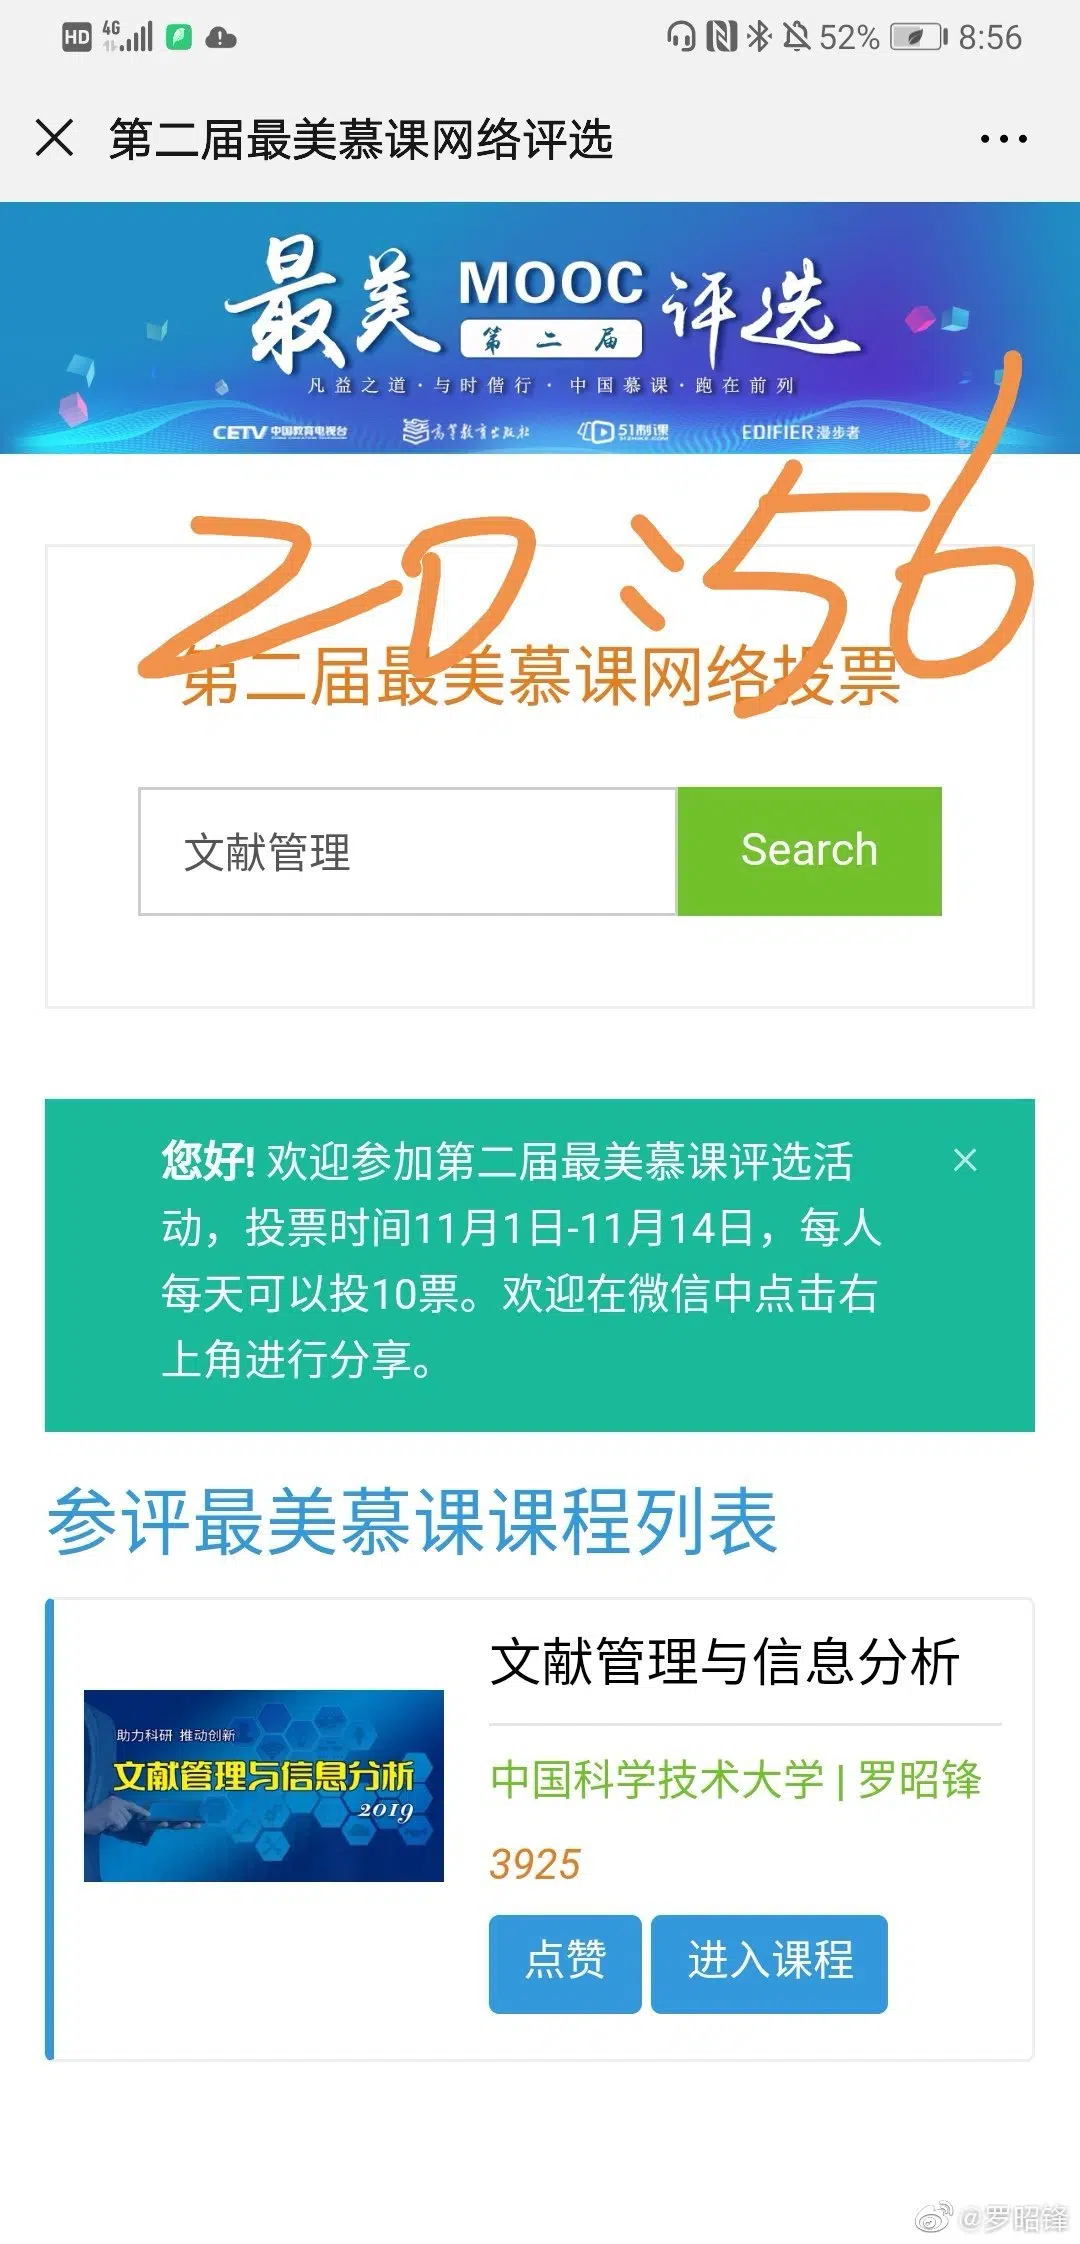 HD 4G 52% 8:56
第二届最美慕课网络评选
最美 MOOC 评选
第二届
凡益之道·与时偕行·中国慕课·跑在前列
CETV 中国教育电视台 高等教育出版社 51制课 EDIFIER漫步者
20:56
第二届最美慕课网络投票
文献管理 Search
您好! 欢迎参加第二届最美慕课评选活
动，投票时间11月1日-11月14日，每人
每天可以投10票。欢迎在微信中点击右
上角进行分享。
参评最美慕课课程列表
文献管理与信息分析
助力科研 推动创新
文献管理与信息分析
2019
中国科学技术大学 | 罗昭锋
3925
点赞 进入课程
@罗昭锋